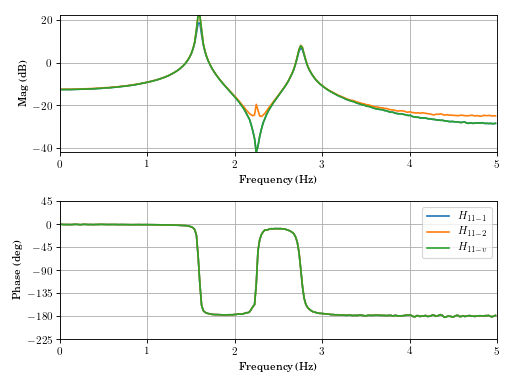 20
0
−20
−40
Mag (dB)
0 1 2 3 4 5
Frequency (Hz)
45
0
−45
−90
−135
−180
−225
Phase (deg)
H₁₁₋₁
H₁₁₋₂
H₁₁₋ᵥ
0 1 2 3 4 5
Frequency (Hz)